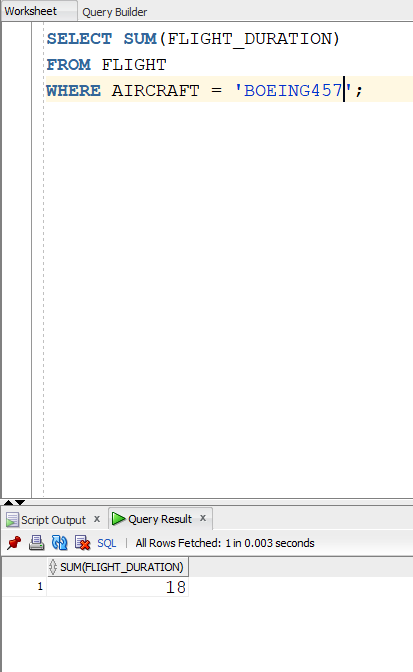 Worksheet Query Builder
SELECT SUM(FLIGHT_DURATION)
FROM FLIGHT
WHERE AIRCRAFT = 'BOEING457';
Script Output x Query Result x
SQL | All Rows Fetched: 1 in 0.003 seconds
SUM(FLIGHT_DURATION)
1 18